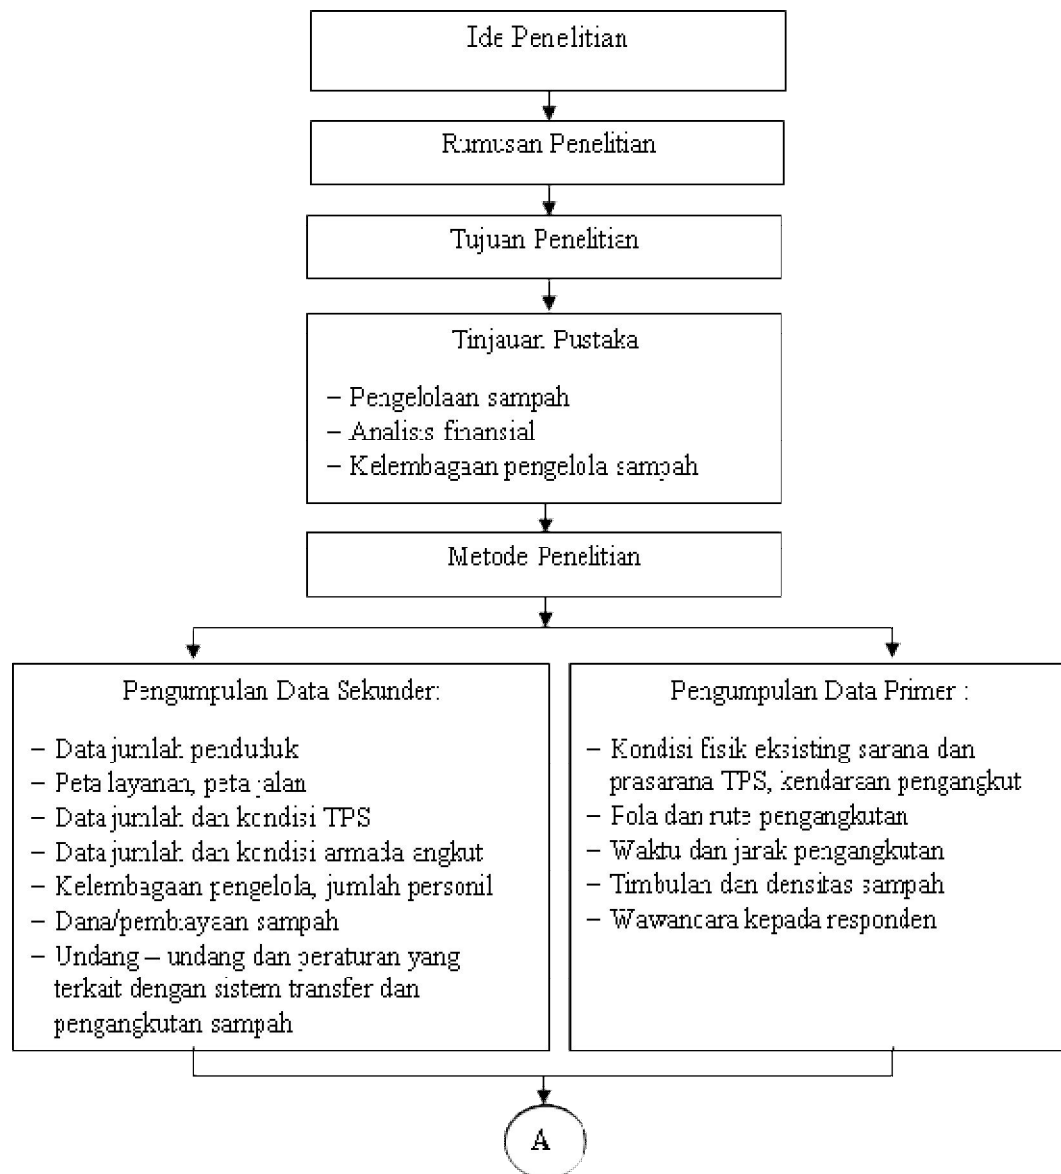 Ide Penelitian
Rumusan Penelitian
Tujuan Penelitian
Tinjauan Pustaka
– Pengelolaan sampah
– Analisis finansial
– Kelembagaan pengelola sampah
Metode Penelitian
Pengumpulan Data Sekunder:
– Data jumlah penduduk
– Peta layanan, peta jalan
– Data jumlah dan kondisi TPS
– Data jumlah dan kondisi armada angkut
– Kelembagaan pengelola, jumlah personil
– Dana/pembiayaan sampah
– Undang – undang dan peraturan yang
terkait dengan sistem transfer dan
pengangkutan sampah
Pengumpulan Data Primer :
– Kondisi fisik eksisting sarana dan
prasarana TPS, kendaraan pengangkut
– Pola dan rute pengangkutan
– Waktu dan jarak pengangkutan
– Timbulan dan densitas sampah
– Wawancara kepada responden
A